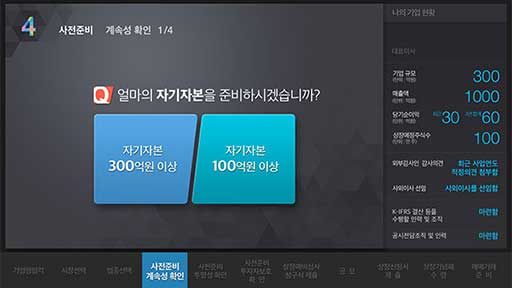 4 사전준비 계속성 확인 1/4
Q 얼마의 자기자본을 준비하시겠습니까?
자기자본
300억원 이상
자기자본
100억원 이상
나의 기업 현황
대표이사
기업 규모 300
(단위 : 억원)
매출액 1000
(단위 : 억원)
당기순이익 최근 30 60
(단위 : 억원)
상장예정주식수 100
(단위 : 만 주)
외부감사인 감사의견 최근 사업연도
적정의견 첨부함
사외이사 선임 사외이사를 선임함
K-IFRS 결산 등을 마련함
수행할 인력 및 조직
공시전담조직 및 인력 마련함
기업형태 시장선택 업종선택
사전준비
계속성 확인
사전준비
투명성 확인
사전준비
투자자보호
확 인
상장예비심사
청구서 제출
공 모
상장신청서
제 출
상장기념패
수 령
매매거래
준 비